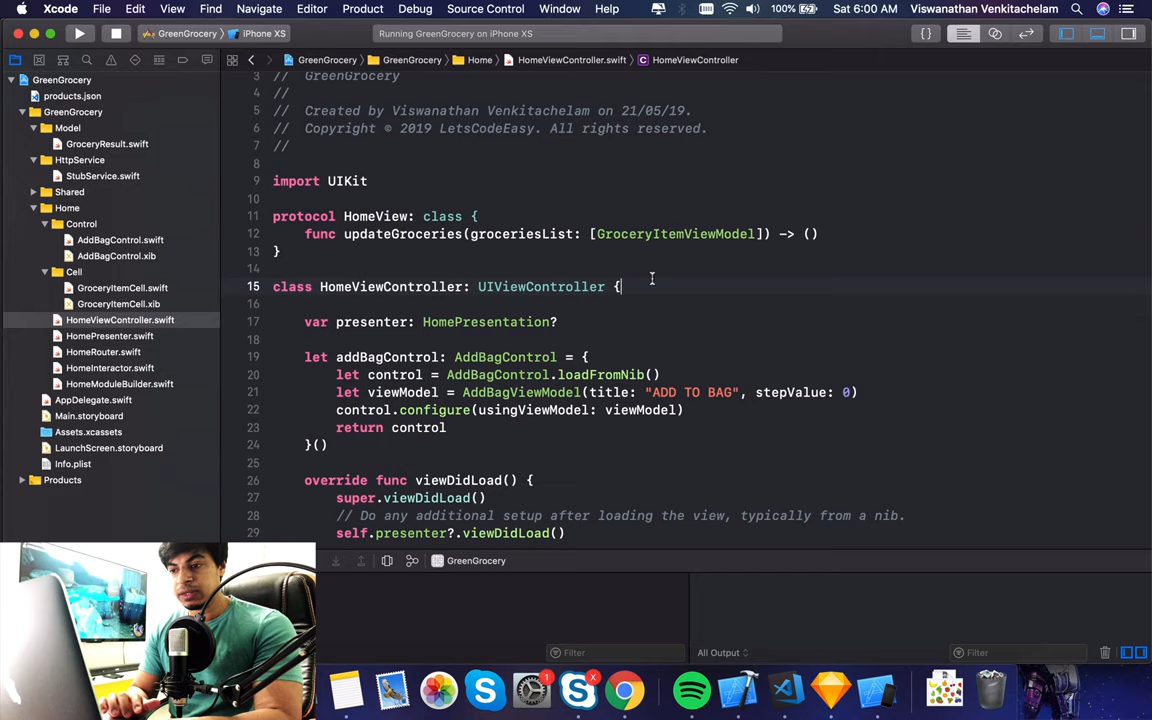 Xcode File Edit View Find Navigate Editor Product Debug Source Control Window Help 100% Sat 6:00 AM Viswanathan Venkitachelam
GreenGrocery iPhone XS Running GreenGrocery on iPhone XS
GreenGrocery GreenGrocery Home HomeViewController.swift HomeViewController
GreenGrocery
products.json
GreenGrocery
Model
GroceryResult.swift
HttpService
StubService.swift
Shared
Home
Control
AddBagControl.swift
AddBagControl.xib
Cell
GroceryItemCell.swift
GroceryItemCell.xib
HomeViewController.swift
HomePresenter.swift
HomeRouter.swift
HomeInteractor.swift
HomeModuleBuilder.swift
AppDelegate.swift
Main.storyboard
Assets.xcassets
LaunchScreen.storyboard
Info.plist
Products
3 // GreenGrocery
4 //
5 // Created by Viswanathan Venkitachelam on 21/05/19.
6 // Copyright © 2019 LetsCodeEasy. All rights reserved.
7 //
8
9 import UIKit
10
11 protocol HomeView: class {
12 func updateGroceries(groceriesList: [GroceryItemViewModel]) -> ()
13 }
14
15 class HomeViewController: UIViewController {
16
17 var presenter: HomePresentation?
18
19 let addBagControl: AddBagControl = {
20 let control = AddBagControl.loadFromNib()
21 let viewModel = AddBagViewModel(title: "ADD TO BAG", stepValue: 0)
22 control.configure(usingViewModel: viewModel)
23 return control
24 }()
25
26 override func viewDidLoad() {
27 super.viewDidLoad()
28 // Do any additional setup after loading the view, typically from a nib.
29 self.presenter?.viewDidLoad()
GreenGrocery
Filter All Output Filter
1 X